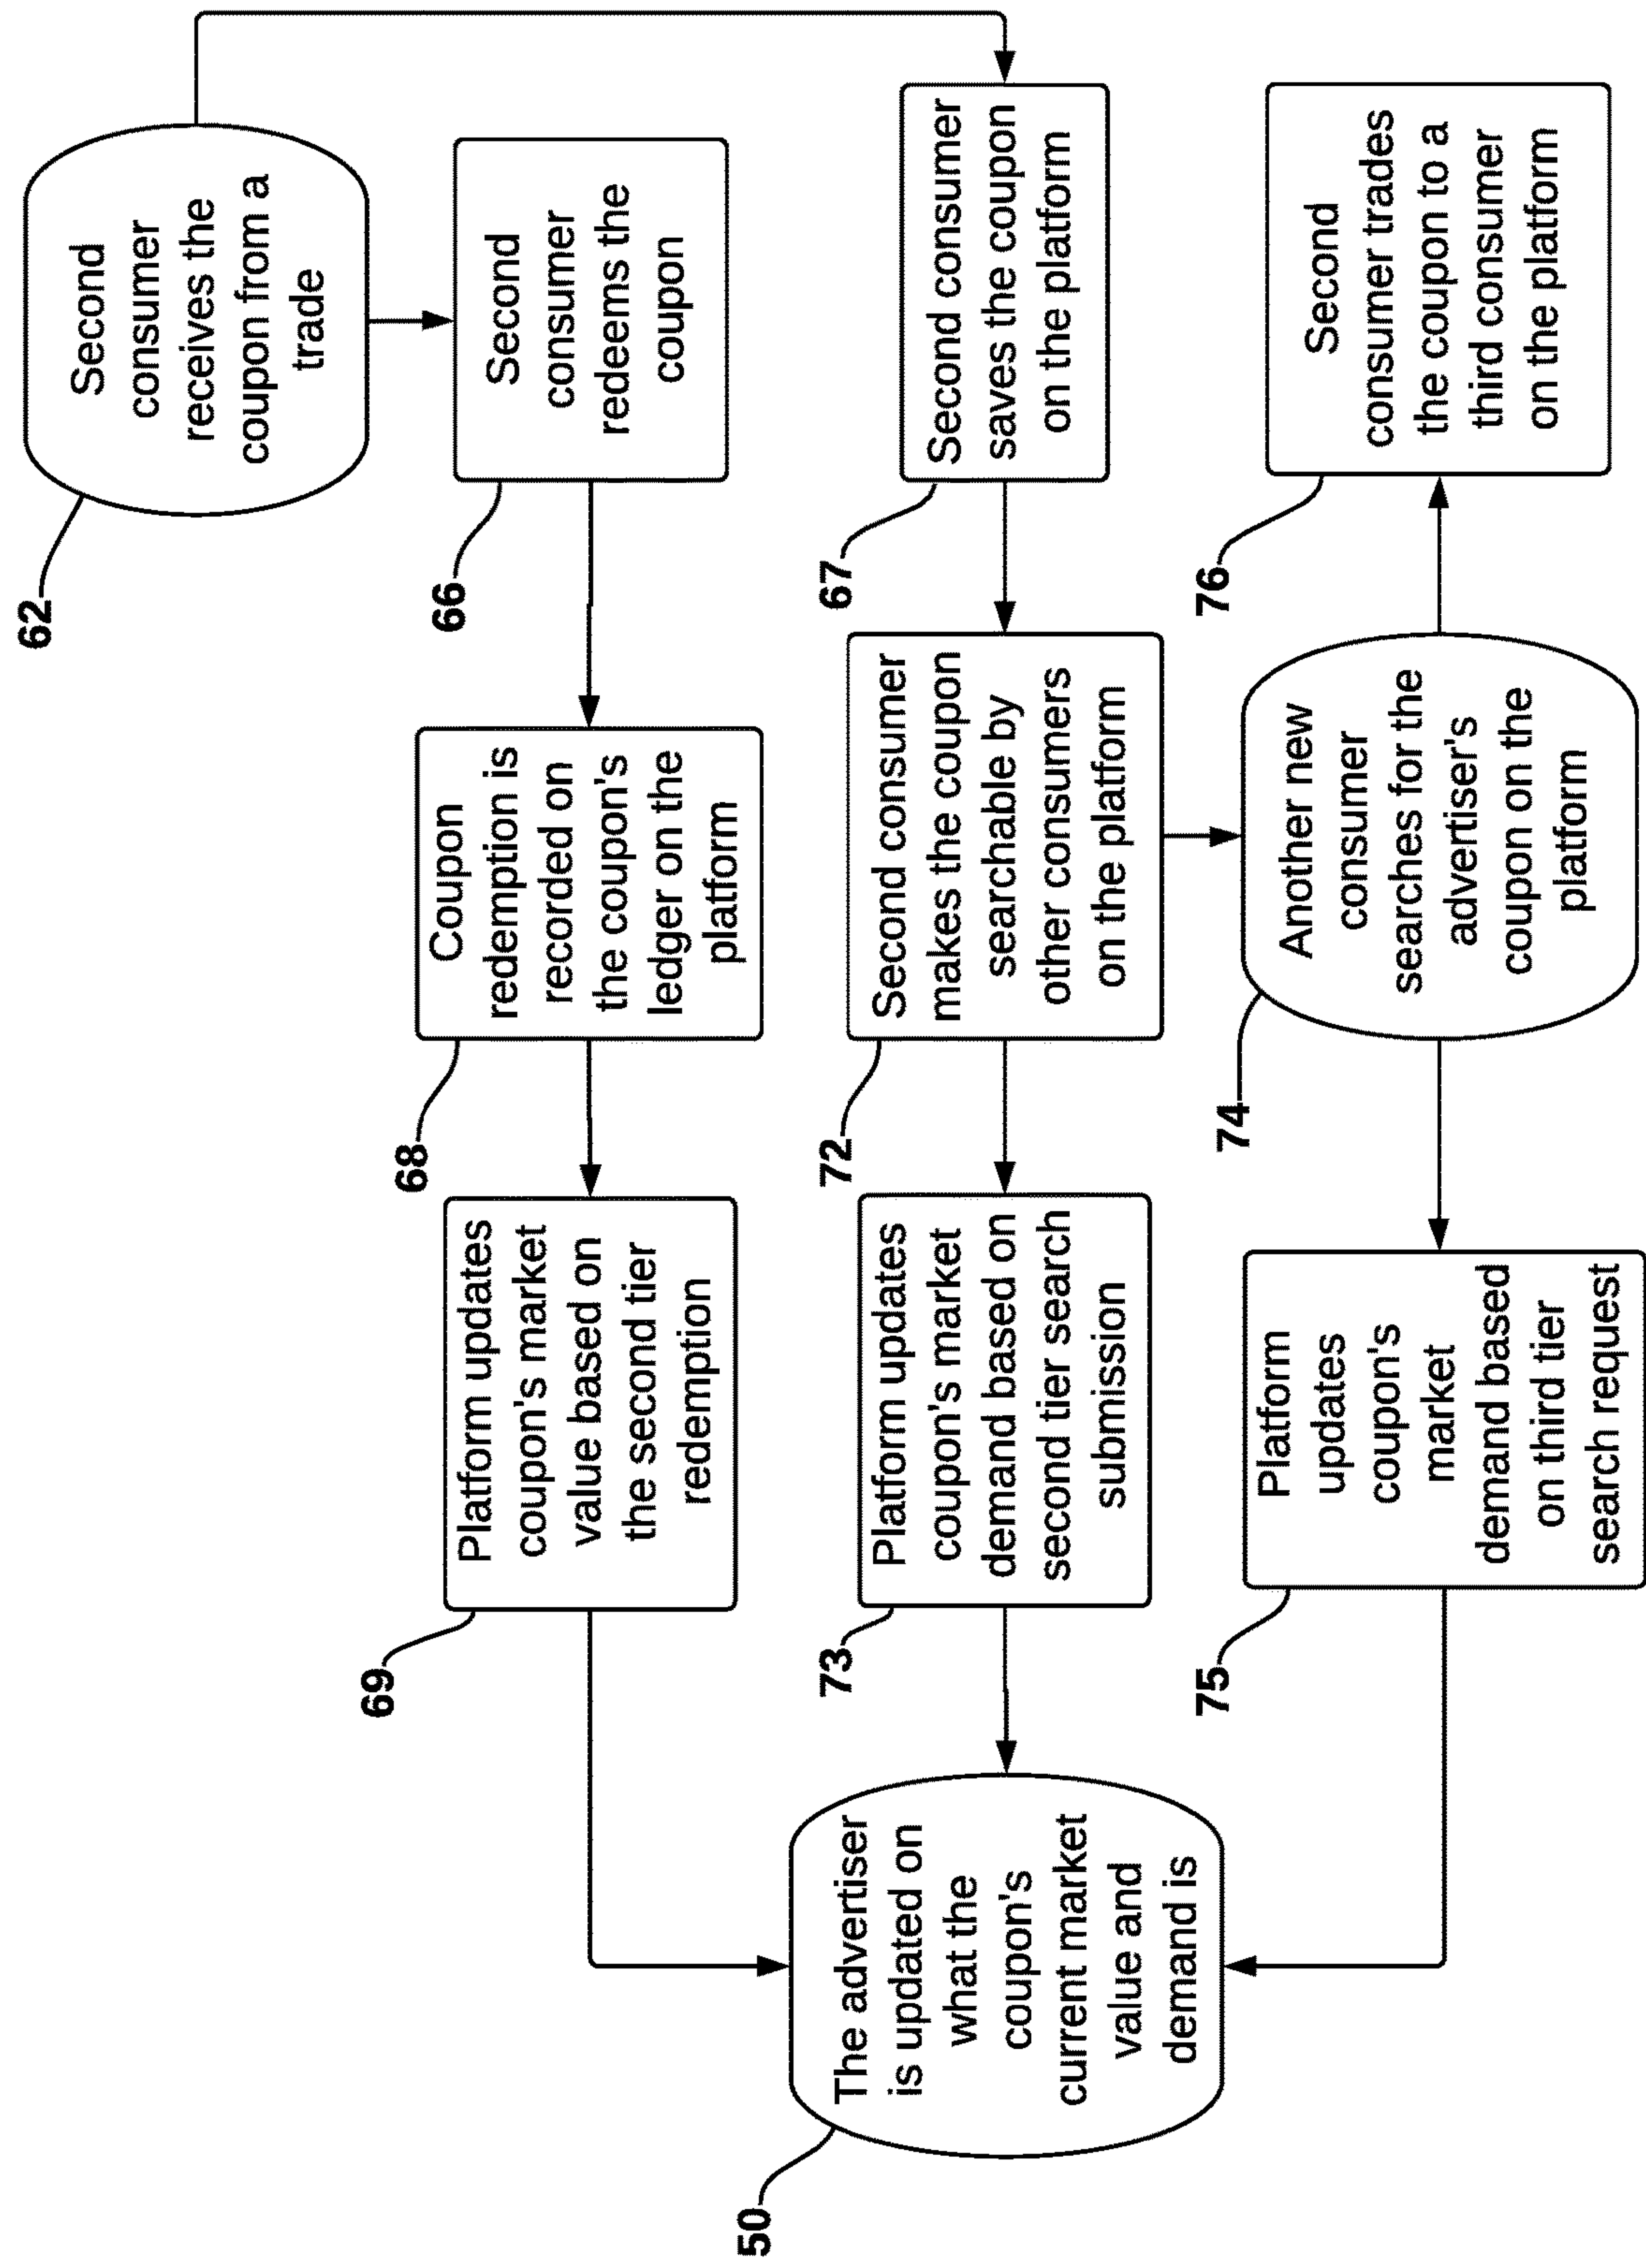 62
Second
consumer
receives the
coupon from a
trade
69
Platform updates
coupon's market
value based on
the second tier
redemption
68
Coupon
redemption is
recorded on
the coupon's
ledger on the
platform
66
Second
consumer
redeems the
coupon
50
The advertiser
is updated on
what the
coupon's
current market
value and
demand is
73
Platform updates
coupon's market
demand based on
second tier search
submission
72
Second consumer
makes the coupon
searchable by
other consumers
on the platform
67
Second consumer
saves the coupon
on the platform
75
Platform
updates
coupon's
market
demand based
on third tier
search request
74
Another new
consumer
searches for the
advertiser's
coupon on the
platform
76
Second
consumer trades
the coupon to a
third consumer
on the platform